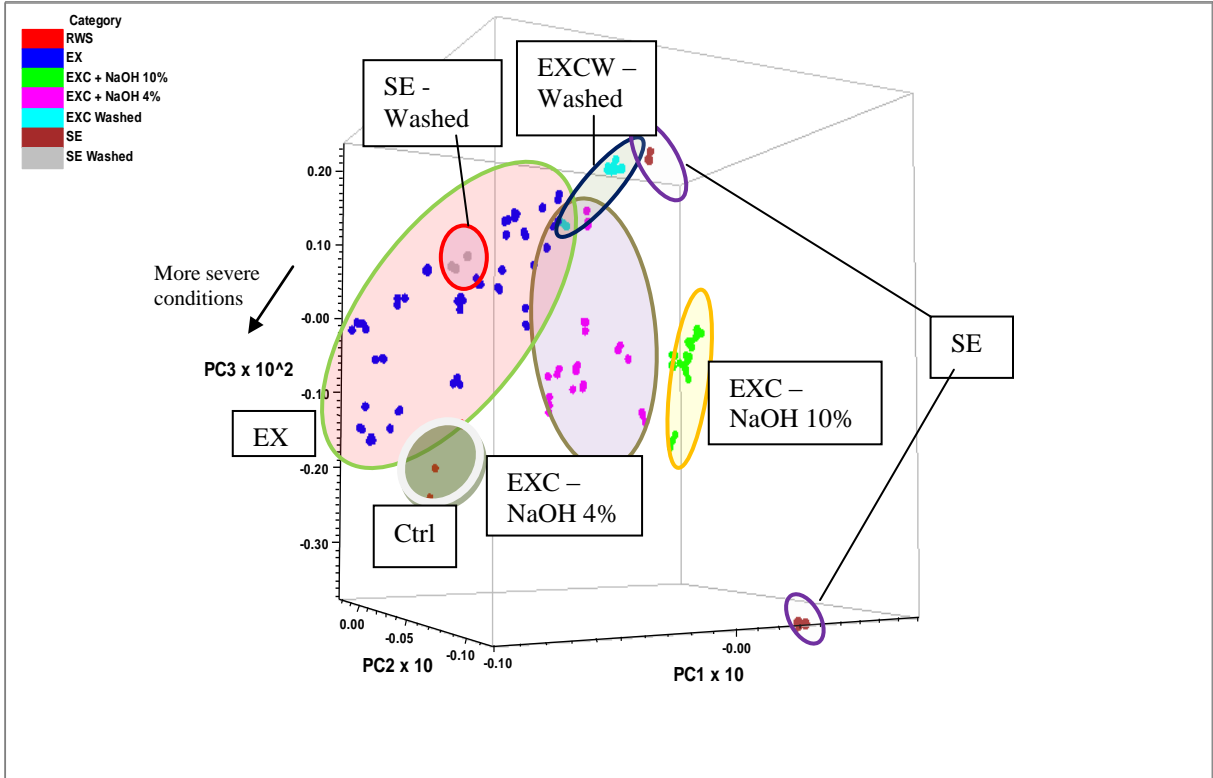 Category
RWS
EX
EXC + NaOH 10%
EXC + NaOH 4%
EXC Washed
SE
SE Washed
SE -
Washed
EXCW –
Washed
More severe
conditions
SE
EXC –
NaOH 10%
EX
EXC –
NaOH 4%
Ctrl
0.20
0.10
-0.00
-0.10
-0.20
-0.30
PC3 x 10^2
0.00
-0.05
-0.10
PC2 x 10
-0.10
-0.00
PC1 x 10